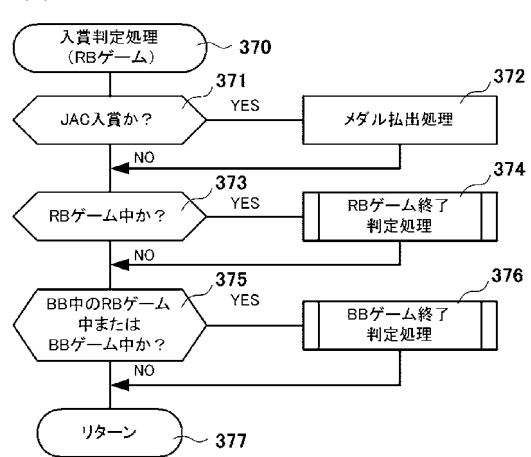 入賞判定処理
(RBゲーム)
370
371
JAC入賞か？
YES
372
メダル払出処理
NO
373
RBゲーム中か？
YES
374
RBゲーム終了
判定処理
NO
375
BB中のRBゲーム
中または
BBゲーム中か？
YES
376
BBゲーム終了
判定処理
NO
リターン
377